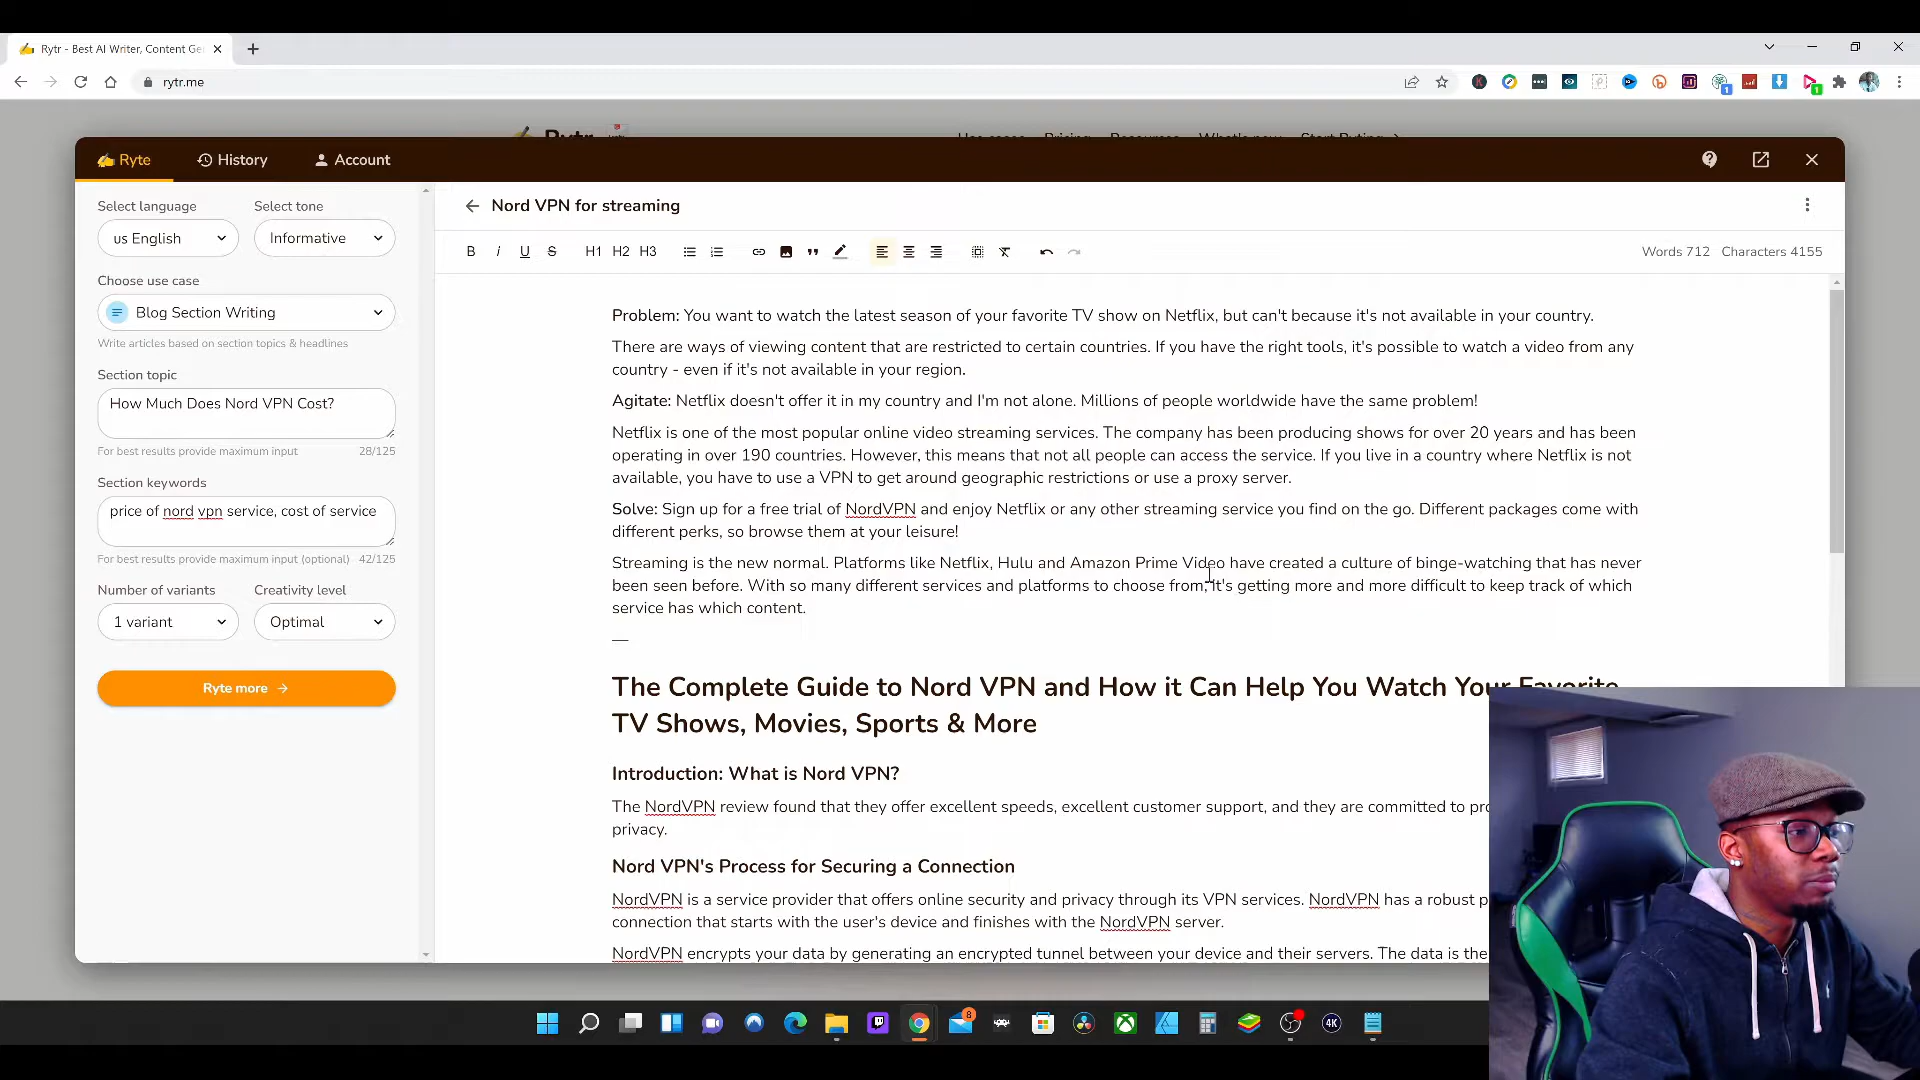 Rytr - Best AI Writer, Content Ge
rytr.me
Rytr
Use cases Pricing Resources What's new Start Ryting
Ryte History Account
Select language Select tone
us English Informative
Choose use case
Blog Section Writing
Write articles based on section topics & headlines
Section topic
How Much Does Nord VPN Cost?
For best results provide maximum input 28/125
Section keywords
price of nord vpn service, cost of service
For best results provide maximum input (optional) 42/125
Number of variants Creativity level
1 variant Optimal
Ryte more
Nord VPN for streaming
B i U S H1 H2 H3 Words 712 Characters 4155
Problem: You want to watch the latest season of your favorite TV show on Netflix, but can't because it's not available in your country.
There are ways of viewing content that are restricted to certain countries. If you have the right tools, it's possible to watch a video from any
country - even if it's not available in your region.
Agitate: Netflix doesn't offer it in my country and I'm not alone. Millions of people worldwide have the same problem!
Netflix is one of the most popular online video streaming services. The company has been producing shows for over 20 years and has been
operating in over 190 countries. However, this means that not all people can access the service. If you live in a country where Netflix is not
available, you have to use a VPN to get around geographic restrictions or use a proxy server.
Solve: Sign up for a free trial of NordVPN and enjoy Netflix or any other streaming service you find on the go. Different packages come with
different perks, so browse them at your leisure!
Streaming is the new normal. Platforms like Netflix, Hulu and Amazon Prime Video have created a culture of binge-watching that has never
been seen before. With so many different services and platforms to choose from, it's getting more and more difficult to keep track of which
service has which content.
—
The Complete Guide to Nord VPN and How it Can Help You Watch Your Favorite
TV Shows, Movies, Sports & More
Introduction: What is Nord VPN?
The NordVPN review found that they offer excellent speeds, excellent customer support, and they are committed to pro
privacy.
Nord VPN's Process for Securing a Connection
NordVPN is a service provider that offers online security and privacy through its VPN services. NordVPN has a robust p
connection that starts with the user's device and finishes with the NordVPN server.
NordVPN encrypts your data by generating an encrypted tunnel between your device and their servers. The data is the
8
4K